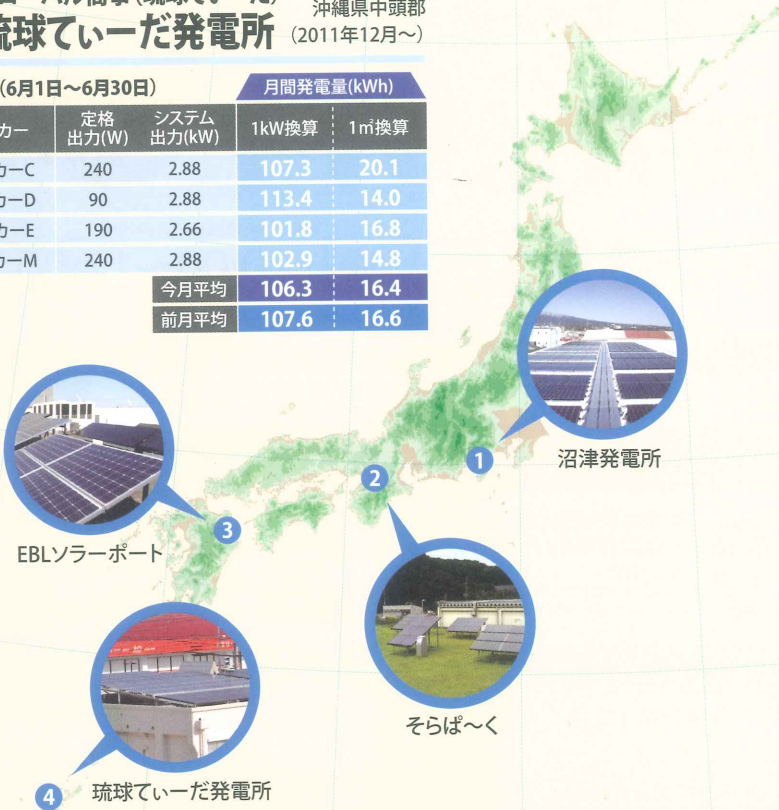 沖縄県中頭郡
琉球てぃーだ発電所 (2011年12月〜)
(6月1日〜6月30日) 月間発電量(kWh)
カー 定格出力(W) システム出力(kW) 1kW換算 1㎡換算
カーC 240 2.88 107.3 20.1
カーD 90 2.88 113.4 14.0
カーE 190 2.66 101.8 16.8
カーM 240 2.88 102.9 14.8
今月平均 106.3 16.4
前月平均 107.6 16.6
1
沼津発電所
2
3
EBLソラーポート
そらぱ〜く
4
琉球てぃーだ発電所